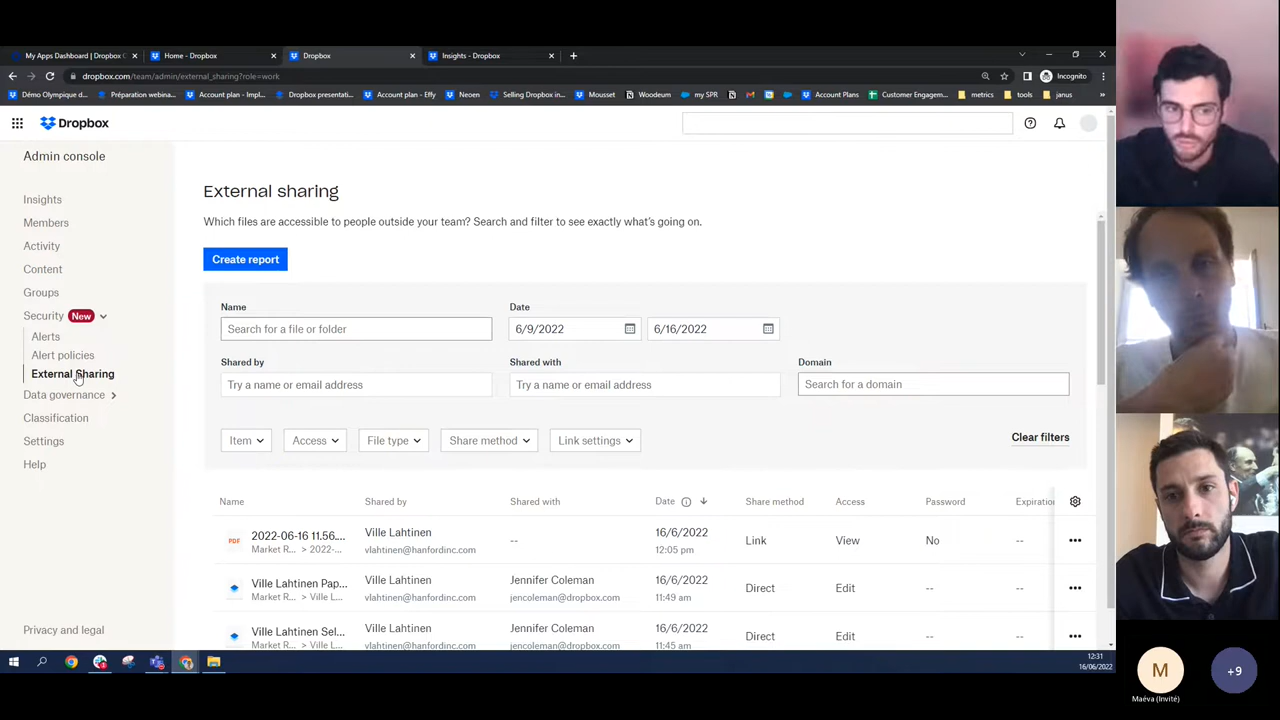 My Apps Dashboard | Dropbox C
Home - Dropbox
Dropbox
Insights - Dropbox
dropbox.com/team/admin/external_sharing?role=work
Incognito
Démo Olympique d...
Préparation webina...
Account plan - Impl...
Dropbox presentati...
Account plan - Effy
Neoen
Selling Dropbox in...
Mousset
Woodeum
my SPR
Account Plans
Customer Engagem...
metrics
tools
janus
Dropbox
Admin console
Insights
Members
Activity
Content
Groups
Security New
Alerts
Alert policies
External Sharing
Data governance
Classification
Settings
Help
Privacy and legal
External sharing
Which files are accessible to people outside your team? Search and filter to see exactly what's going on.
Create report
Name
Date
Search for a file or folder
6/9/2022
6/16/2022
Shared by
Shared with
Domain
Try a name or email address
Try a name or email address
Search for a domain
Item
Access
File type
Share method
Link settings
Clear filters
Name Shared by Shared with Date Share method Access Password Expiration
2022-06-16 11.56.... Ville Lahtinen -- 16/6/2022 Link View No --
Market R... > 2022-... vlahtinen@hanfordinc.com 12:05 pm
Ville Lahtinen Pap... Ville Lahtinen Jennifer Coleman 16/6/2022 Direct Edit -- --
Market R... > Ville L... vlahtinen@hanfordinc.com jencoleman@dropbox.com 11:49 am
Ville Lahtinen Sel... Ville Lahtinen Jennifer Coleman 16/6/2022 Direct Edit -- --
Market R... > Ville L... vlahtinen@hanfordinc.com jencoleman@dropbox.com 11:45 am
12:31
16/06/2022
M
+9
Maéva (Invité)